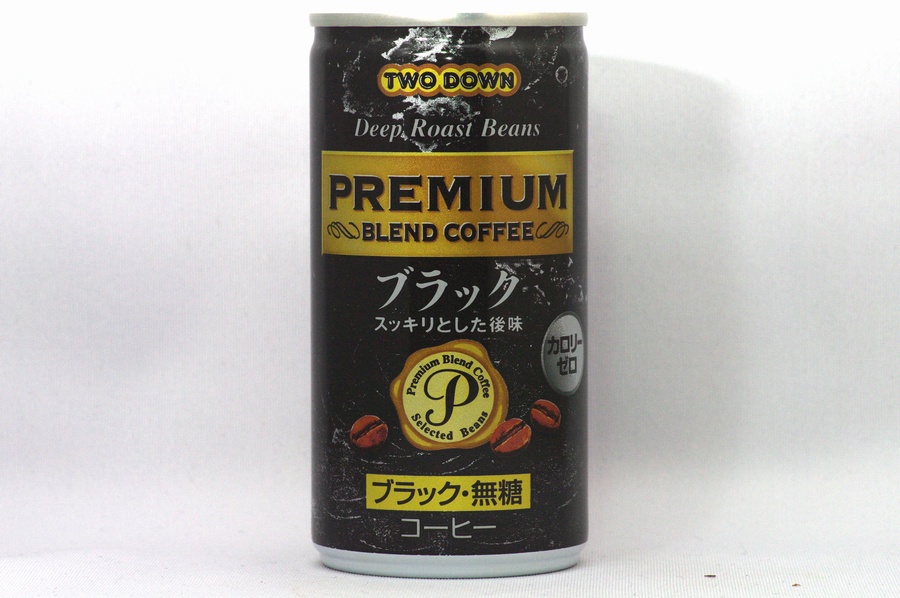 TWO DOWN
Deep Roast Beans
PREMIUM
BLEND COFFEE
ブラック
スッキリとした後味
カロリー
ゼロ
Premium Blend Coffee
P
Selected Beans
ブラック・無糖
コーヒー